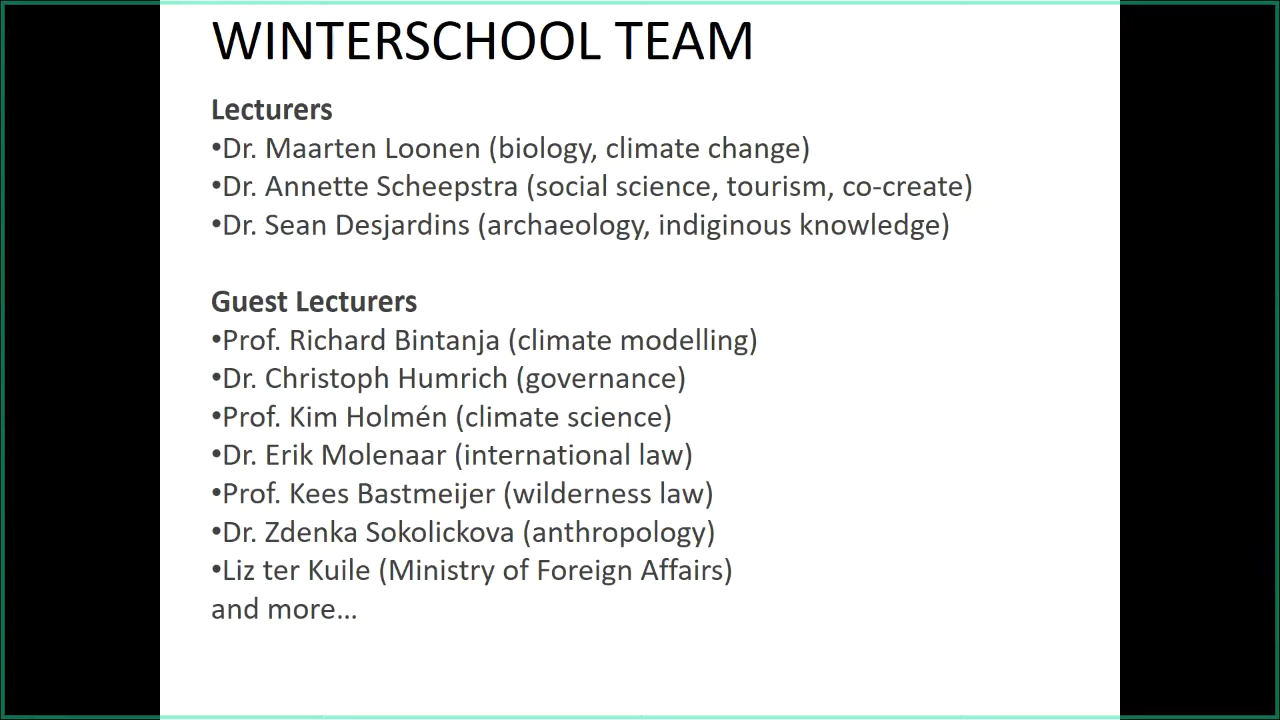 WINTERSCHOOL TEAM
Lecturers
•Dr. Maarten Loonen (biology, climate change)
•Dr. Annette Scheepstra (social science, tourism, co-create)
•Dr. Sean Desjardins (archaeology, indiginous knowledge)
Guest Lecturers
•Prof. Richard Bintanja (climate modelling)
•Dr. Christoph Humrich (governance)
•Prof. Kim Holmén (climate science)
•Dr. Erik Molenaar (international law)
•Prof. Kees Bastmeijer (wilderness law)
•Dr. Zdenka Sokolickova (anthropology)
•Liz ter Kuile (Ministry of Foreign Affairs)
and more…